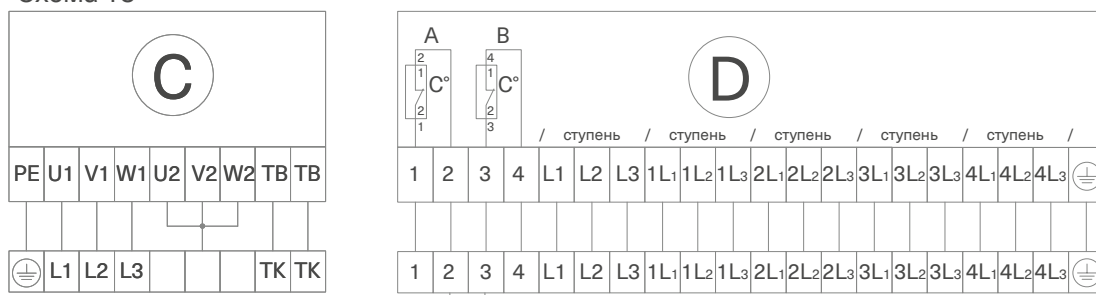 A B
2 4
1 C° 1 C°
C D
2 2
1 3
/ ступень / ступень / ступень / ступень / ступень /
PE U1 V1 W1 U2 V2 W2 TB TB
1 2 3 4 L1 L2 L3 1L1 1L2 1L3 2L1 2L2 2L3 3L1 3L2 3L3 4L1 4L2 4L3
L1 L2 L3 TK TK
1 2 3 4 L1 L2 L3 1L1 1L2 1L3 2L1 2L2 2L3 3L1 3L2 3L3 4L1 4L2 4L3